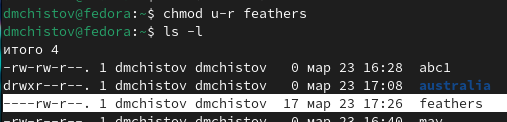 dmchistov@fedora:~$ chmod u-r feathers
dmchistov@fedora:~$ ls -l
итого 4
-rw-rw-r--. 1 dmchistov dmchistov 0 мар 23 16:28 abc1
drwxr--r--. 1 dmchistov dmchistov 0 мар 23 17:08 australia
----rw-r--. 1 dmchistov dmchistov 17 мар 23 17:26 feathers
-rw-rw-r--. 1 dmchistov dmchistov 0 мар 23 16:40 may